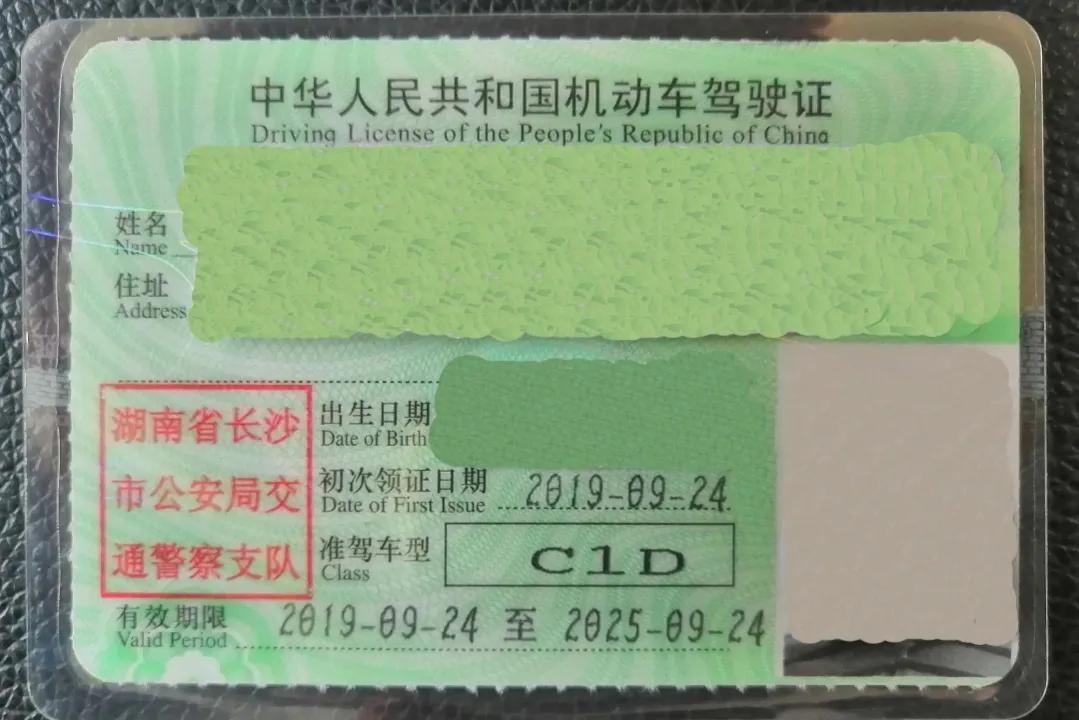 中华人民共和国机动车驾驶证
Driving License of the People's Republic of China
姓名
Name
住址
Address
湖南省长沙
市公安局交
通警察支队
出生日期
Date of Birth
初次领证日期 2019-09-24
Date of First Issue
准驾车型 C1D
Class
有效期限 2019-09-24 至 2025-09-24
Valid Period